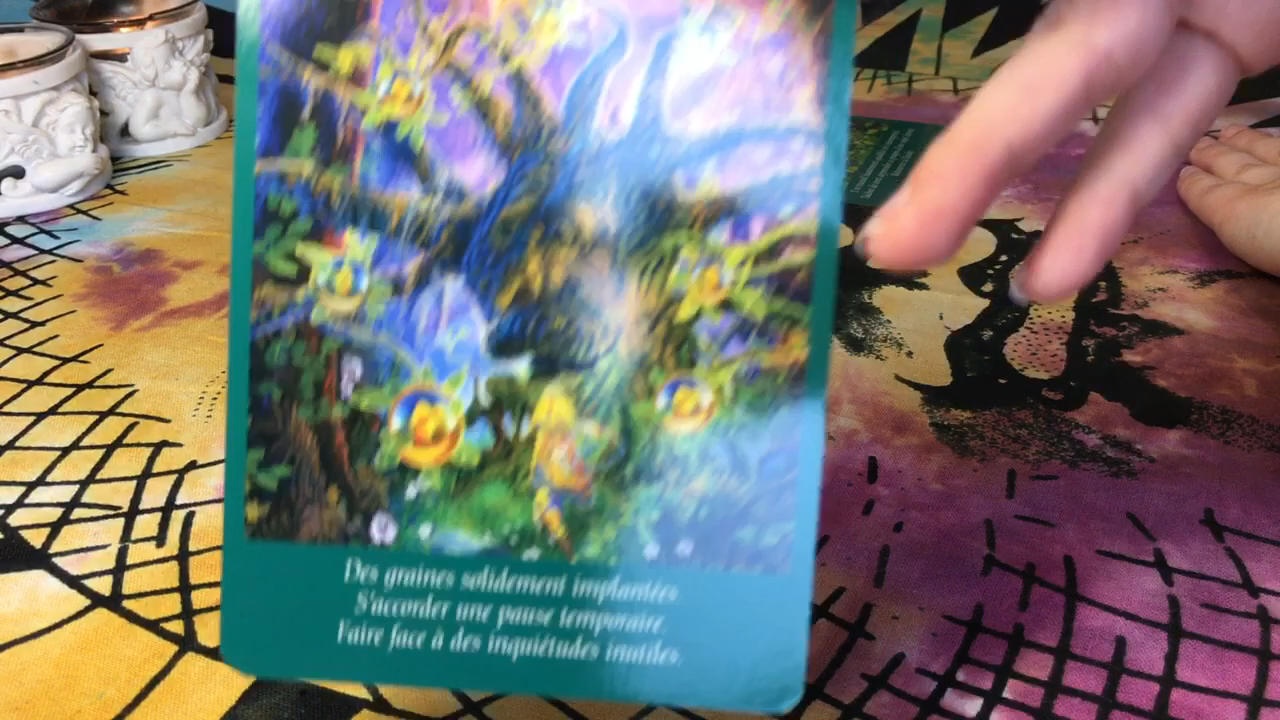 Des graines solidement implantées.
S'accorder une pause temporaire.
Faire face à des inquiétudes inutiles.